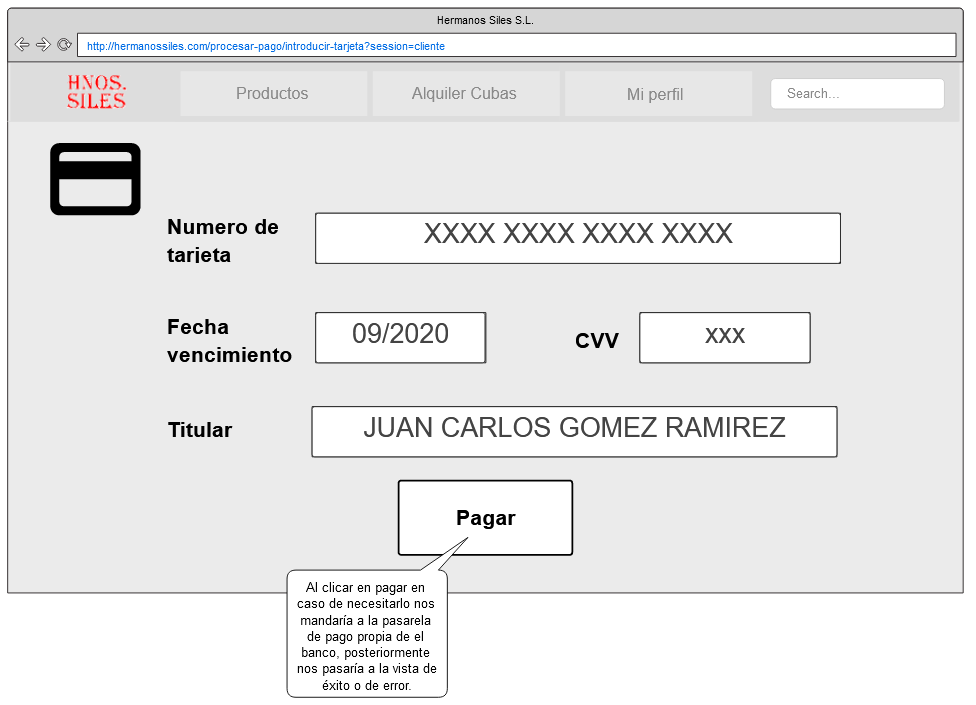 Hermanos Siles S.L.
http://hermanossiles.com/procesar-pago/introducir-tarjeta?session=cliente
HNOS.
SILES
Productos
Alquiler Cubas
Mi perfil
Search...
Numero de
tarjeta
XXXX XXXX XXXX XXXX
Fecha
vencimiento
09/2020
CVV
xxx
Titular
JUAN CARLOS GOMEZ RAMIREZ
Pagar
Al clicar en pagar en
caso de necesitarlo nos
mandaría a la pasarela
de pago propia de el
banco, posteriormente
nos pasaría a la vista de
éxito o de error.